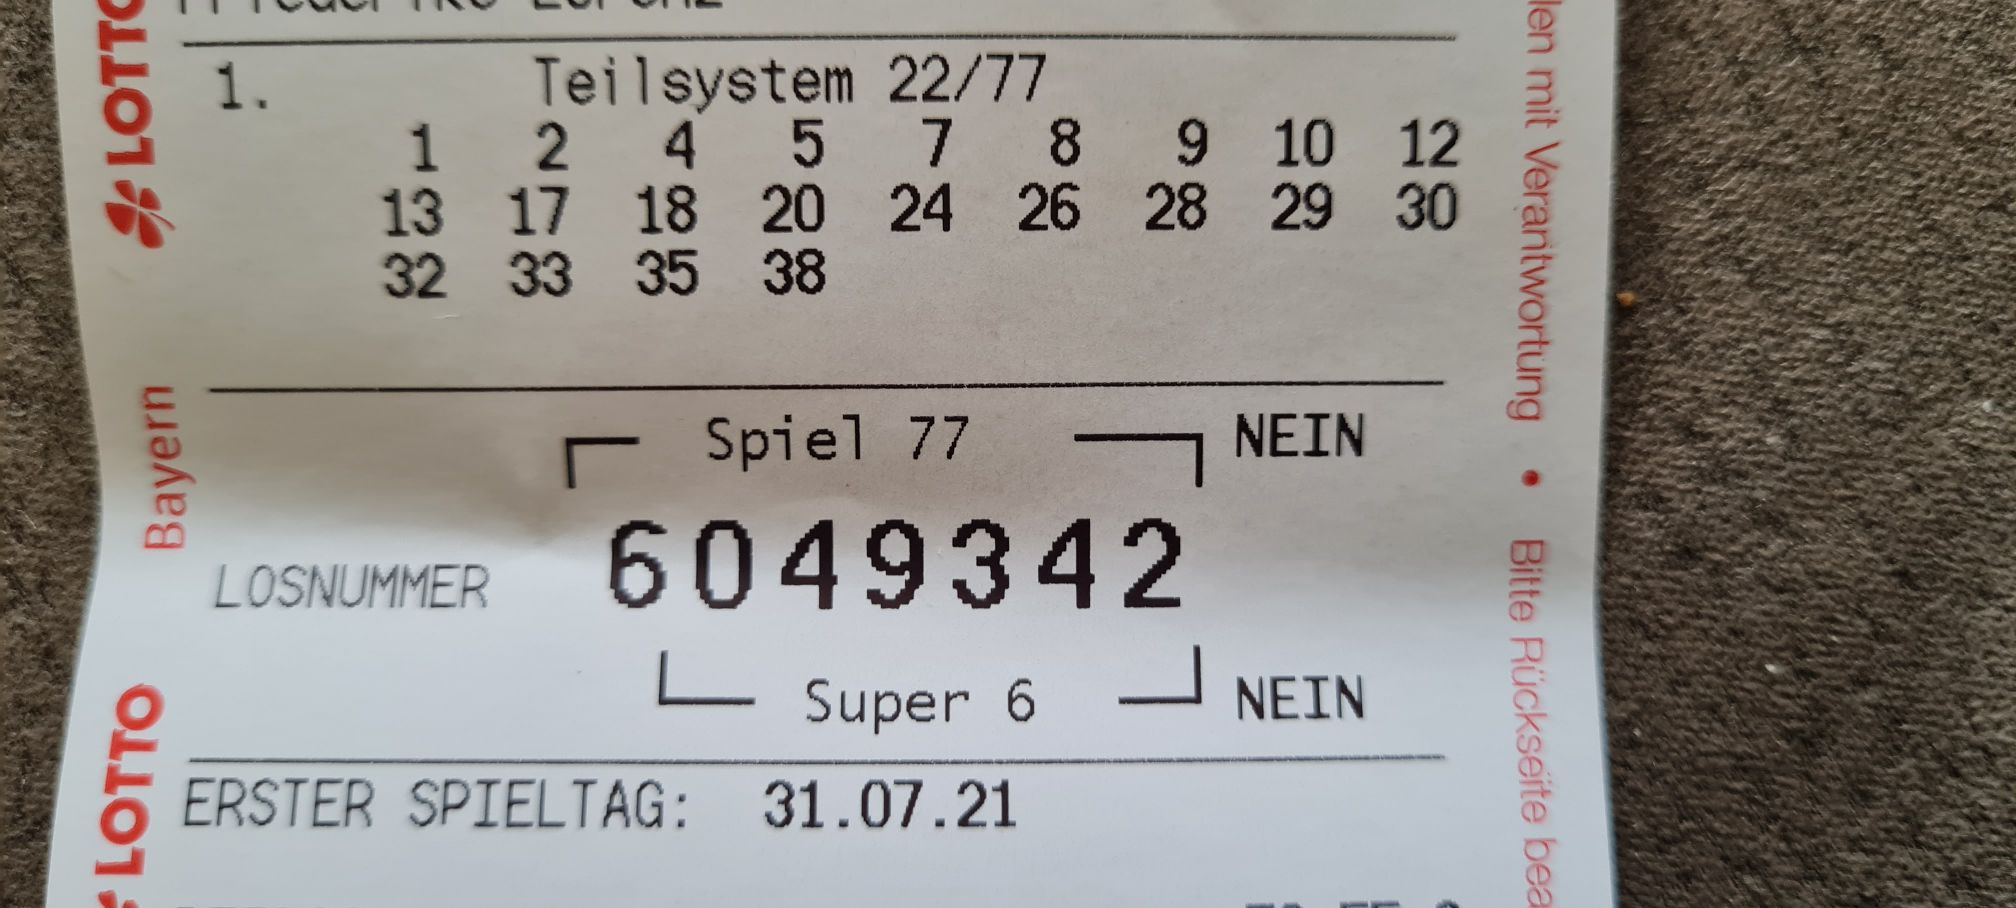 1. Teilsystem 22/77
1 2 4 5 7 8 9 10 12
13 17 18 20 24 26 28 29 30
32 33 35 38
Spiel 77 NEIN
LOSNUMMER 6049342
Super 6 NEIN
ERSTER SPIELTAG: 31.07.21
LOTTO
Bayern
LOTTO
mit Verantwortung • Bitte Rückseite